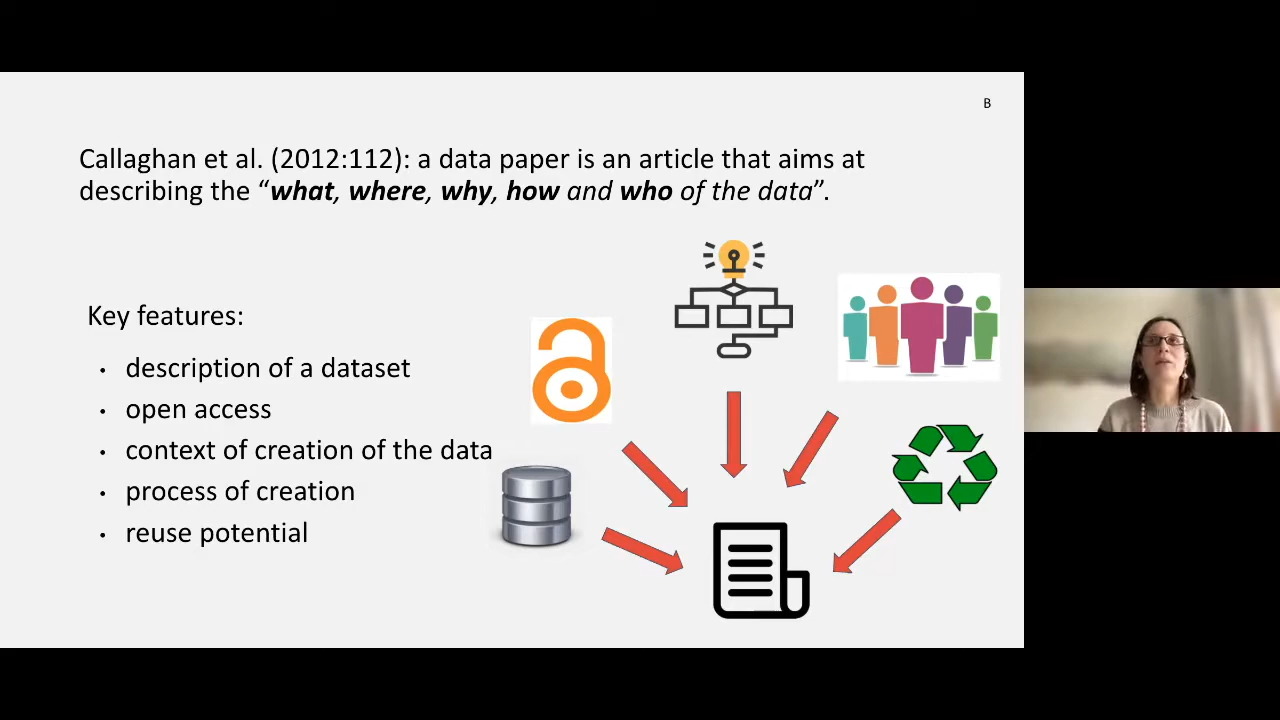 B
Callaghan et al. (2012:112): a data paper is an article that aims at
describing the “what, where, why, how and who of the data”.
Key features:
• description of a dataset
• open access
• context of creation of the data
• process of creation
• reuse potential